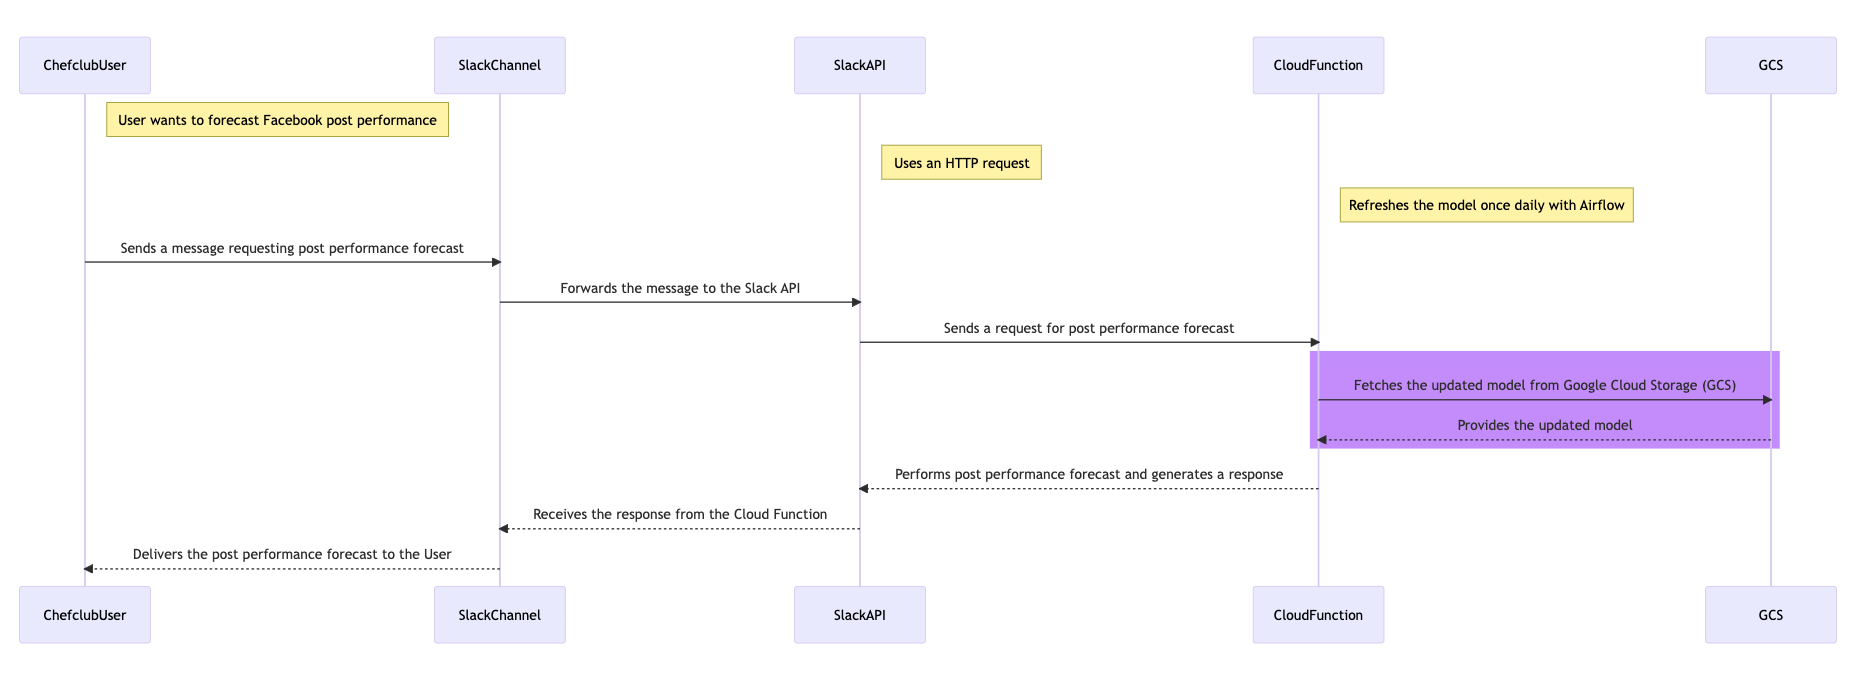 ChefclubUser
SlackChannel
SlackAPI
CloudFunction
GCS
User wants to forecast Facebook post performance
Uses an HTTP request
Refreshes the model once daily with Airflow
Sends a message requesting post performance forecast
Forwards the message to the Slack API
Sends a request for post performance forecast
Fetches the updated model from Google Cloud Storage (GCS)
Provides the updated model
Performs post performance forecast and generates a response
Receives the response from the Cloud Function
Delivers the post performance forecast to the User
ChefclubUser
SlackChannel
SlackAPI
CloudFunction
GCS